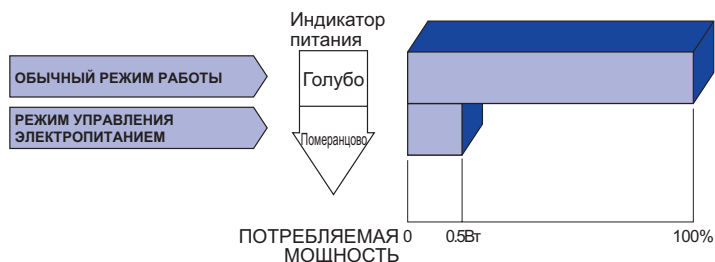 Индикатор
питания
ОБЫЧНЫЙ РЕЖИМ РАБОТЫ
Голубо
РЕЖИМ УПРАВЛЕНИЯ
ЭЛЕКТРОПИТАНИЕМ
Померанцово
ПОТРЕБЛЯЕМАЯ
МОЩНОСТЬ
0
0.5Вт
100%